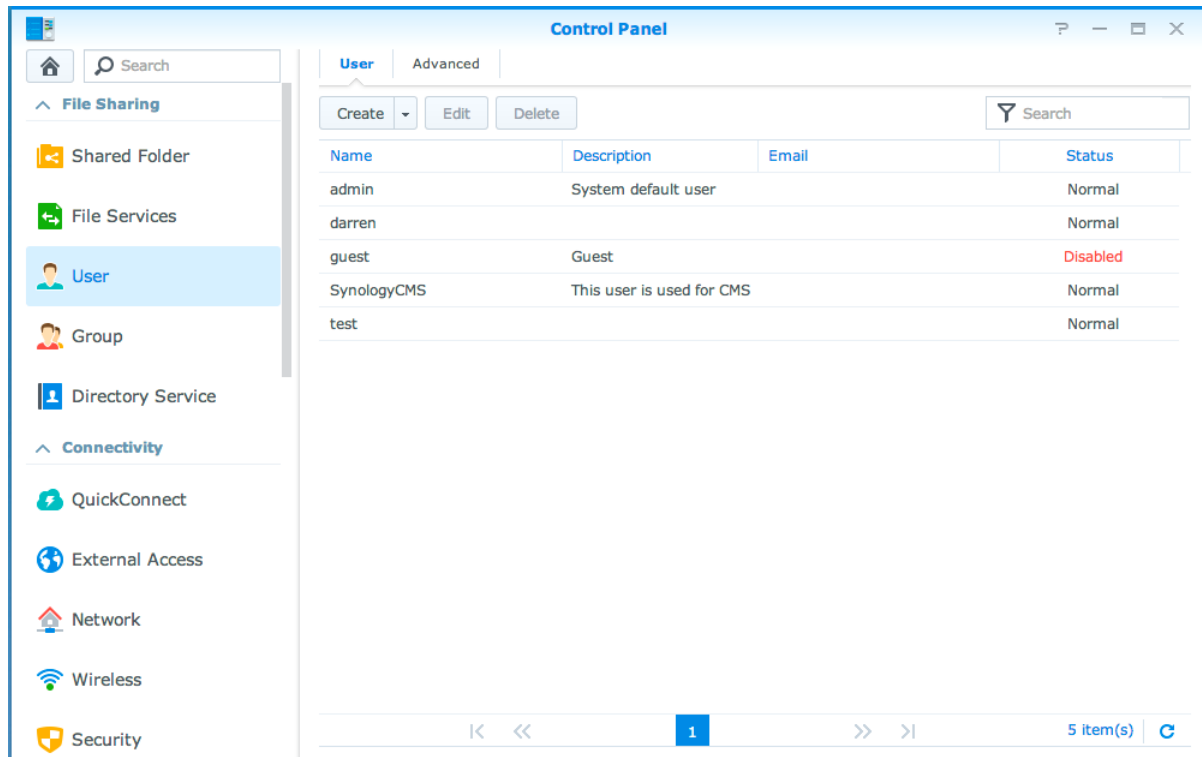 Control Panel
Search
User Advanced
File Sharing
Create Edit Delete
Search
Shared Folder
File Services
User
Group
Directory Service
Connectivity
QuickConnect
External Access
Network
Wireless
Security
Name Description Email Status
admin System default user Normal
darren Normal
guest Guest Disabled
SynologyCMS This user is used for CMS Normal
test Normal
1
5 item(s)